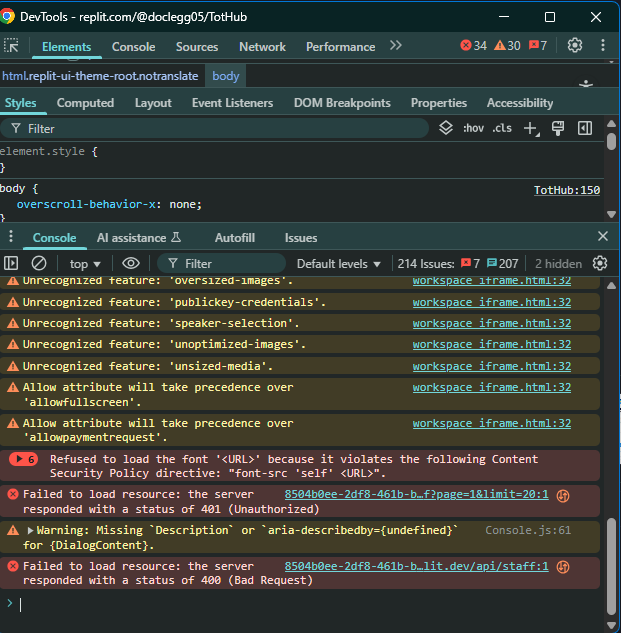 DevTools - replit.com/@doclegg05/TotHub
Elements Console Sources Network Performance 34 30 7
html.replit-ui-theme-root.notranslate body
Styles Computed Layout Event Listeners DOM Breakpoints Properties Accessibility
Filter :hov .cls
element.style {
}
body { TotHub:150
overscroll-behavior-x: none;
}
Console AI assistance Autofill Issues
top Filter Default levels 214 Issues: 7 207 2 hidden
Unrecognized feature: 'oversized-images'. workspace_iframe.html:32
Unrecognized feature: 'publickey-credentials'. workspace_iframe.html:32
Unrecognized feature: 'speaker-selection'. workspace_iframe.html:32
Unrecognized feature: 'unoptimized-images'. workspace_iframe.html:32
Unrecognized feature: 'unsized-media'. workspace_iframe.html:32
Allow attribute will take precedence over workspace_iframe.html:32
'allowfullscreen'.
Allow attribute will take precedence over workspace_iframe.html:32
'allowpaymentrequest'.
6 Refused to load the font '<URL>' because it violates the following Content
Security Policy directive: "font-src 'self' <URL>".
Failed to load resource: the server 8504b0ee-2df8-461b-b…f?page=1&limit=20:1
responded with a status of 401 (Unauthorized)
Warning: Missing `Description` or `aria-describedby={undefined}` Console.js:61
for {DialogContent}.
Failed to load resource: the server 8504b0ee-2df8-461b-b…lit.dev/api/staff:1
responded with a status of 400 (Bad Request)